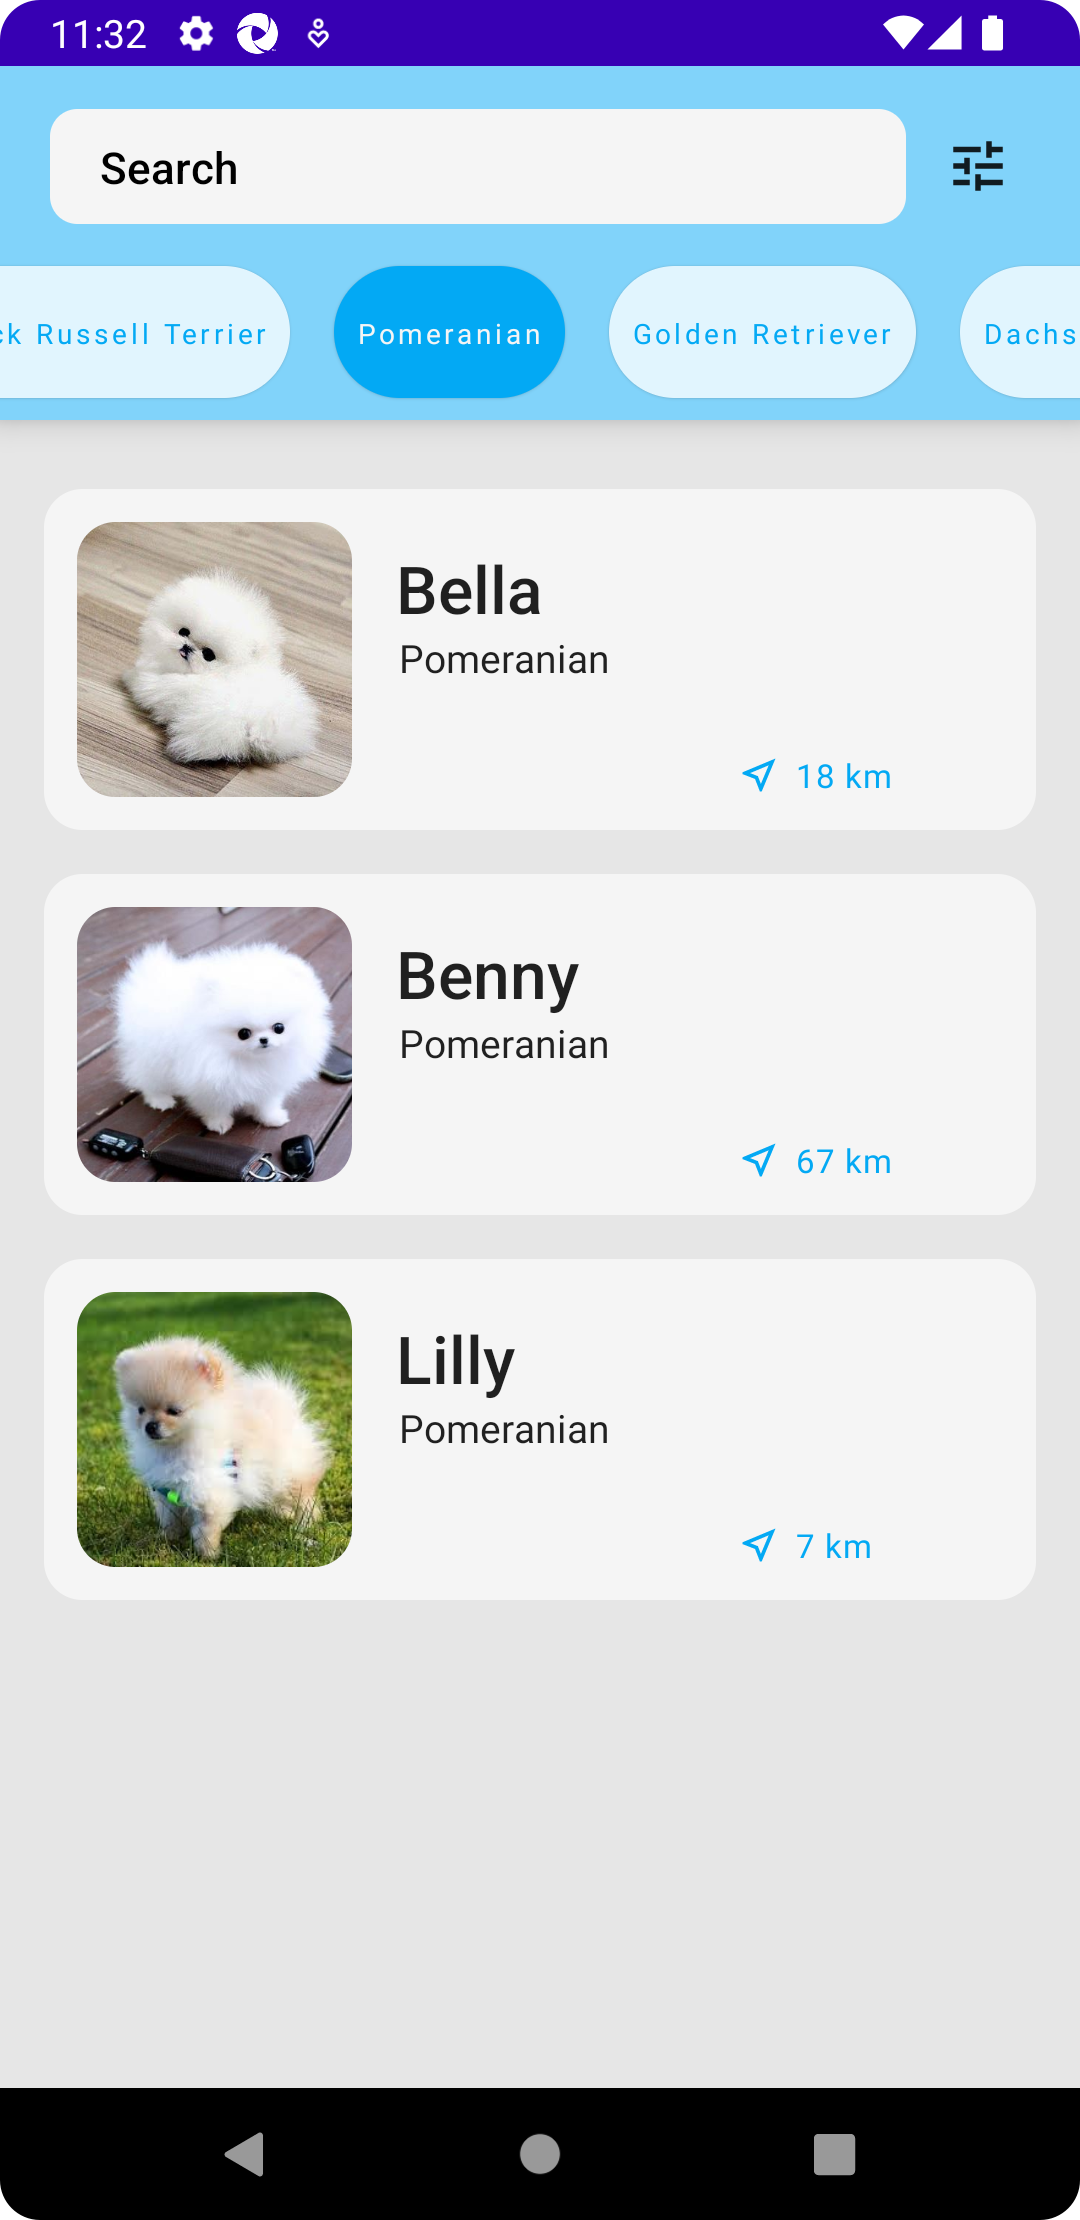 11:32
Search
ck Russell Terrier
Pomeranian
Golden Retriever
Dachs
Bella
Pomeranian
18 km
Benny
Pomeranian
67 km
Lilly
Pomeranian
7 km